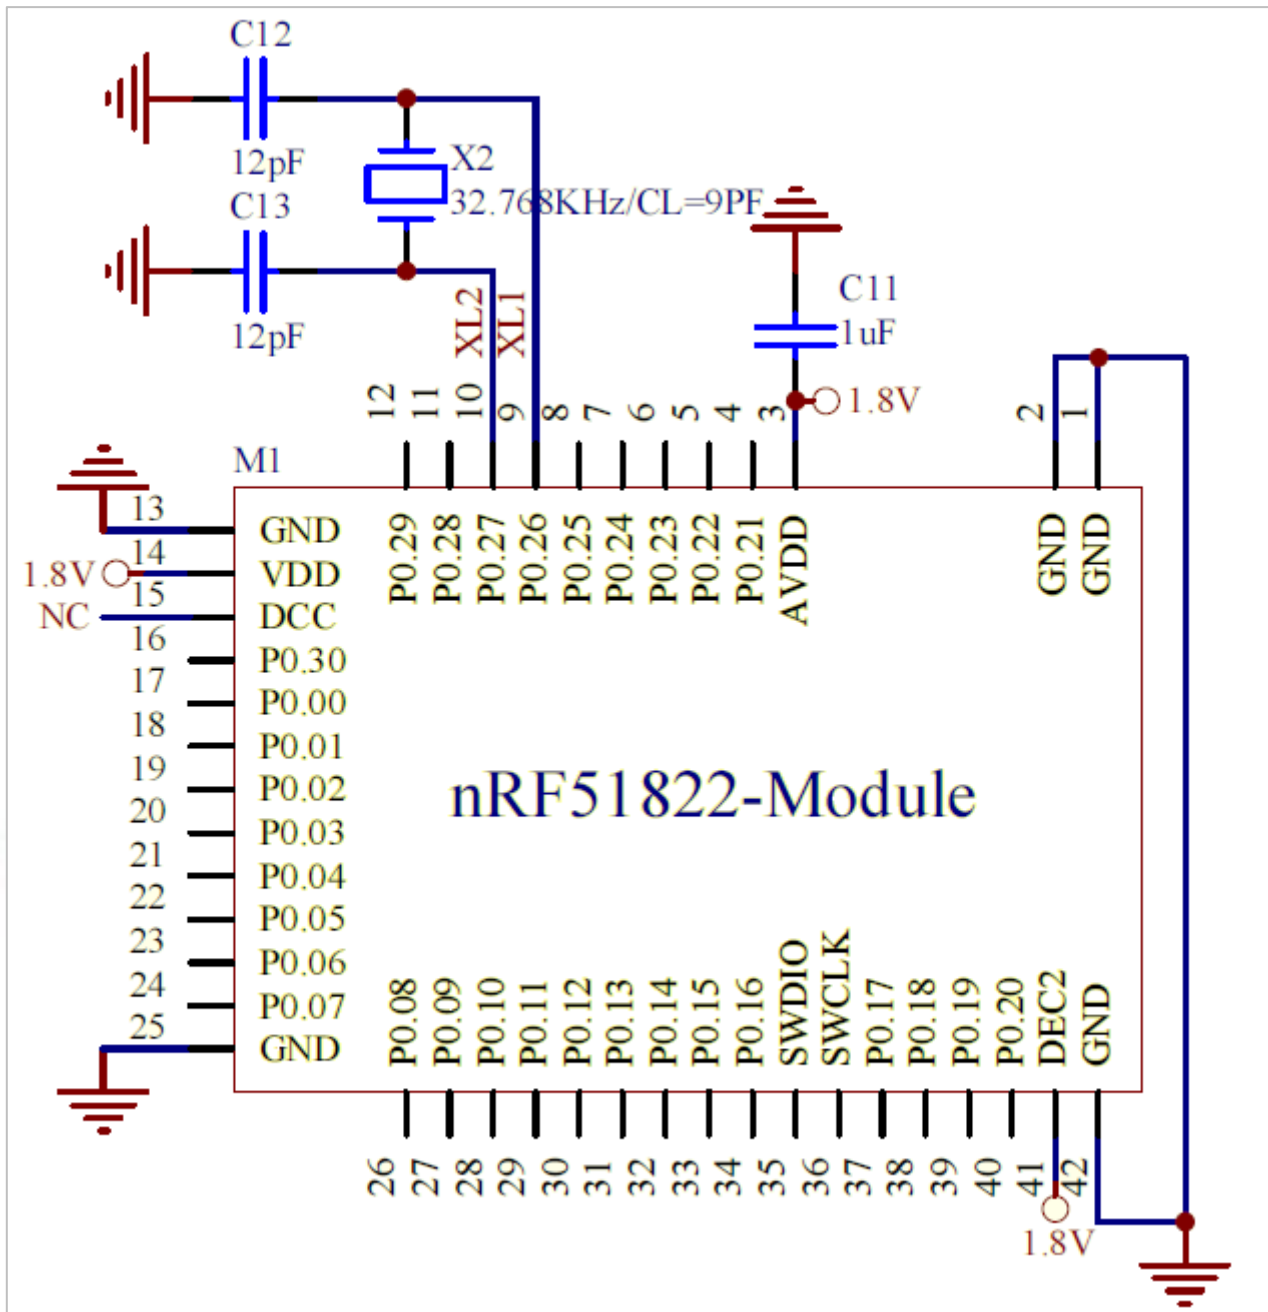 C12
12pF
X2
32.768KHz/CL=9PF
C13
12pF
XL2
XL1
C11
1uF
1.8V
12
11
10
9
8
7
6
5
4
3
2
1
M1
P0.29
P0.28
P0.27
P0.26
P0.25
P0.24
P0.23
P0.22
P0.21
AVDD
GND
GND
13 GND
1.8V 14 VDD
NC 15 DCC
16 P0.30
17 P0.00
18 P0.01
19 P0.02
20 P0.03
21 P0.04
22 P0.05
23 P0.06
24 P0.07
25 GND
nRF51822-Module
P0.08
P0.09
P0.10
P0.11
P0.12
P0.13
P0.14
P0.15
P0.16
SWDIO
SWCLK
P0.17
P0.18
P0.19
P0.20
DEC2
GND
26
27
28
29
30
31
32
33
34
35
36
37
38
39
40
41
42
1.8V